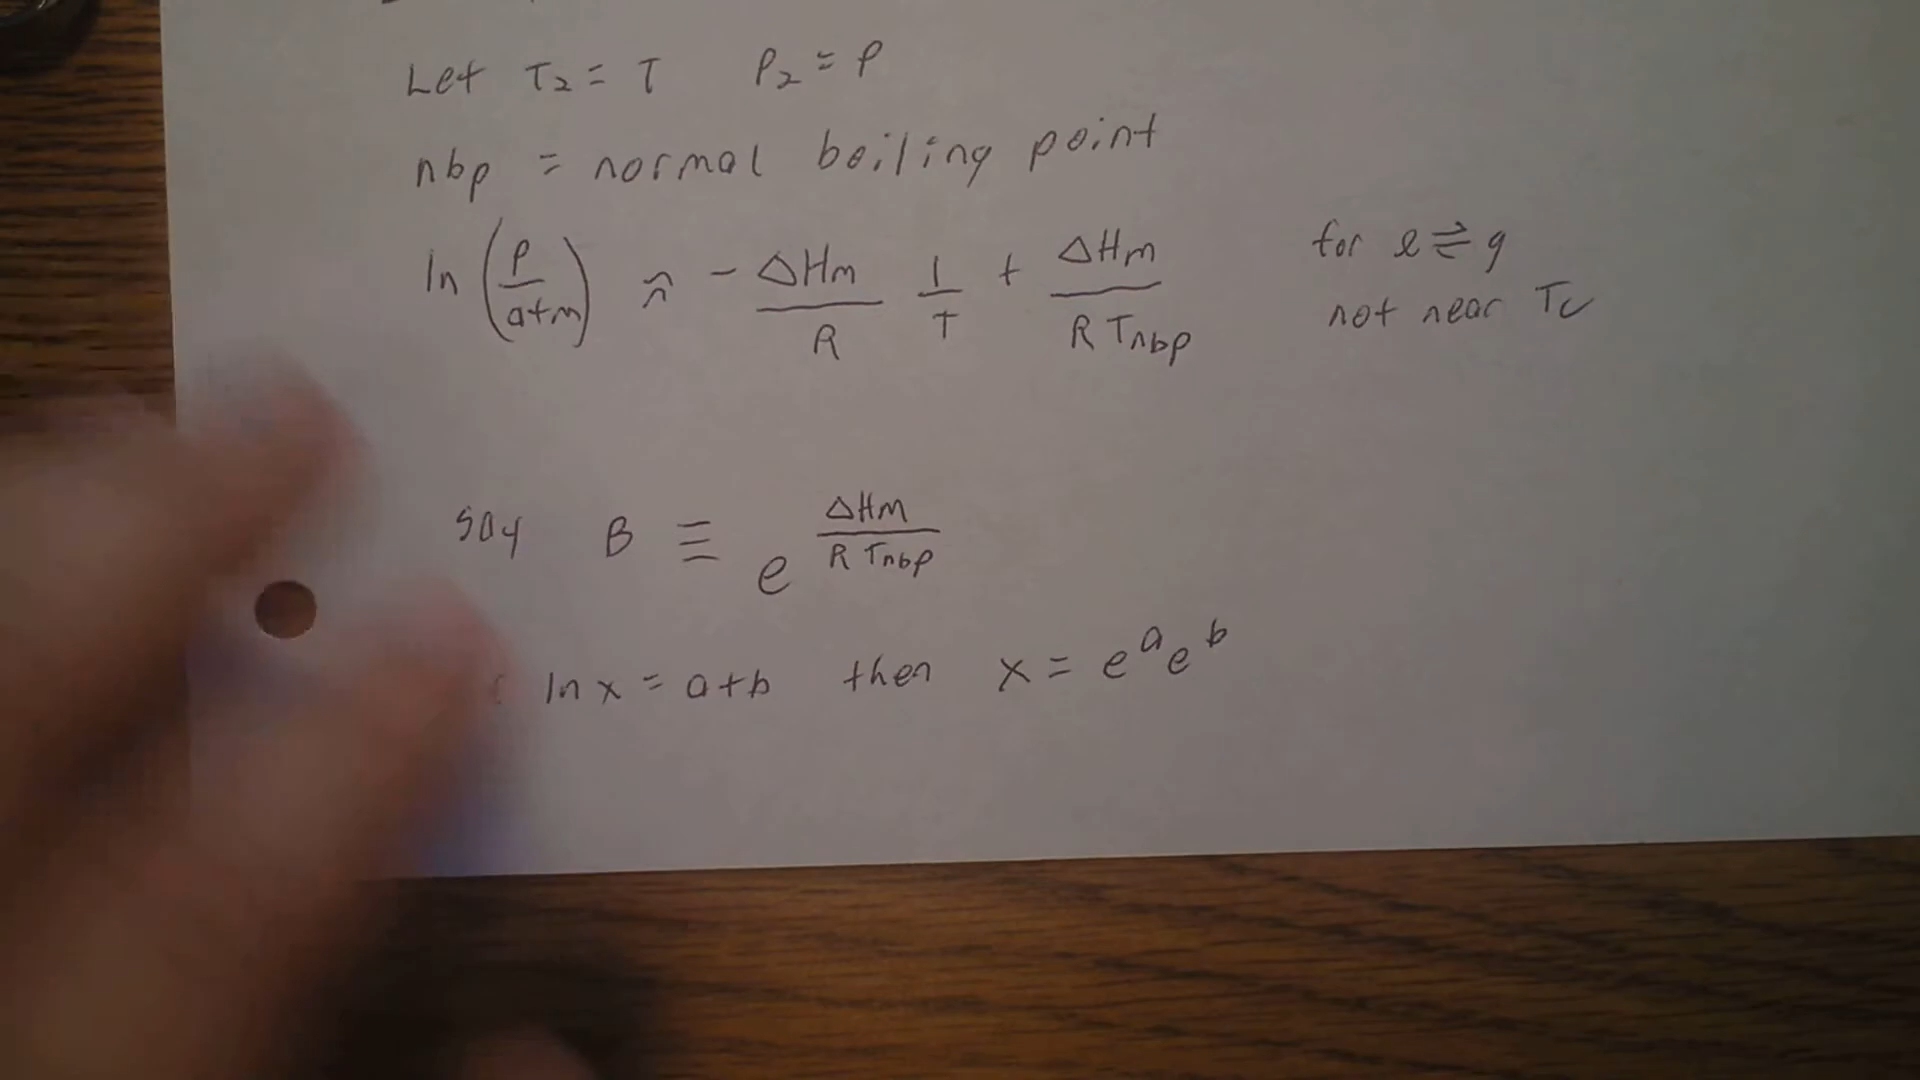 Let T₂ = T P₂ = P
nbp = normal boiling point
ln (P/atm) ≈ - ΔHm/R 1/T + ΔHm/(R Tnbp) for l ⇌ g
not near Tc
say B ≡ e^(ΔHm/(R Tnbp))
ln x = a+b then x = e^a e^b